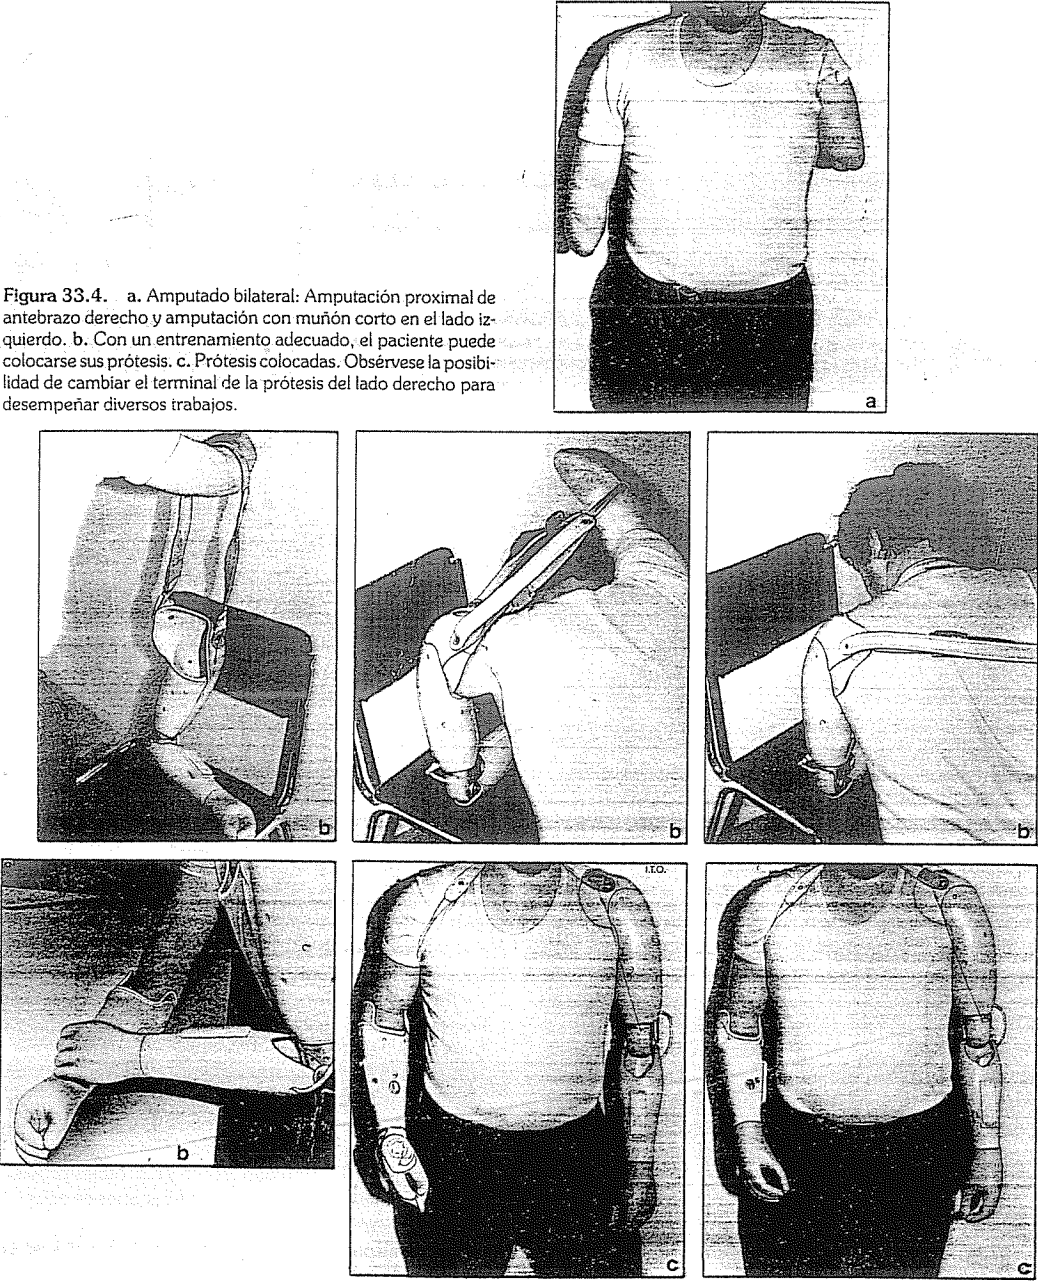 a
Figura 33.4. a. Amputado bilateral: Amputación proximal de
antebrazo derecho y amputación con muñón corto en el lado iz-
quierdo. b. Con un entrenamiento adecuado, el paciente puede
colocarse sus prótesis. c. Prótesis colocadas. Obsérvese la posibi-
lidad de cambiar el terminal de la prótesis del lado derecho para
desempeñar diversos trabajos.
b
b
b
b
I.T.O.
c
c